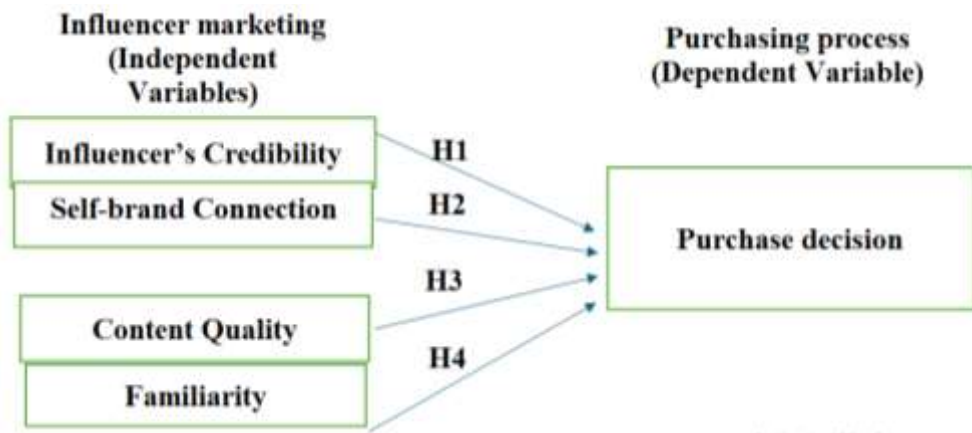 Influencer marketing
(Independent
Variables)
Purchasing process
(Dependent Variable)
Influencer's Credibility
H1
Self-brand Connection
H2
Purchase decision
H3
Content Quality
H4
Familiarity